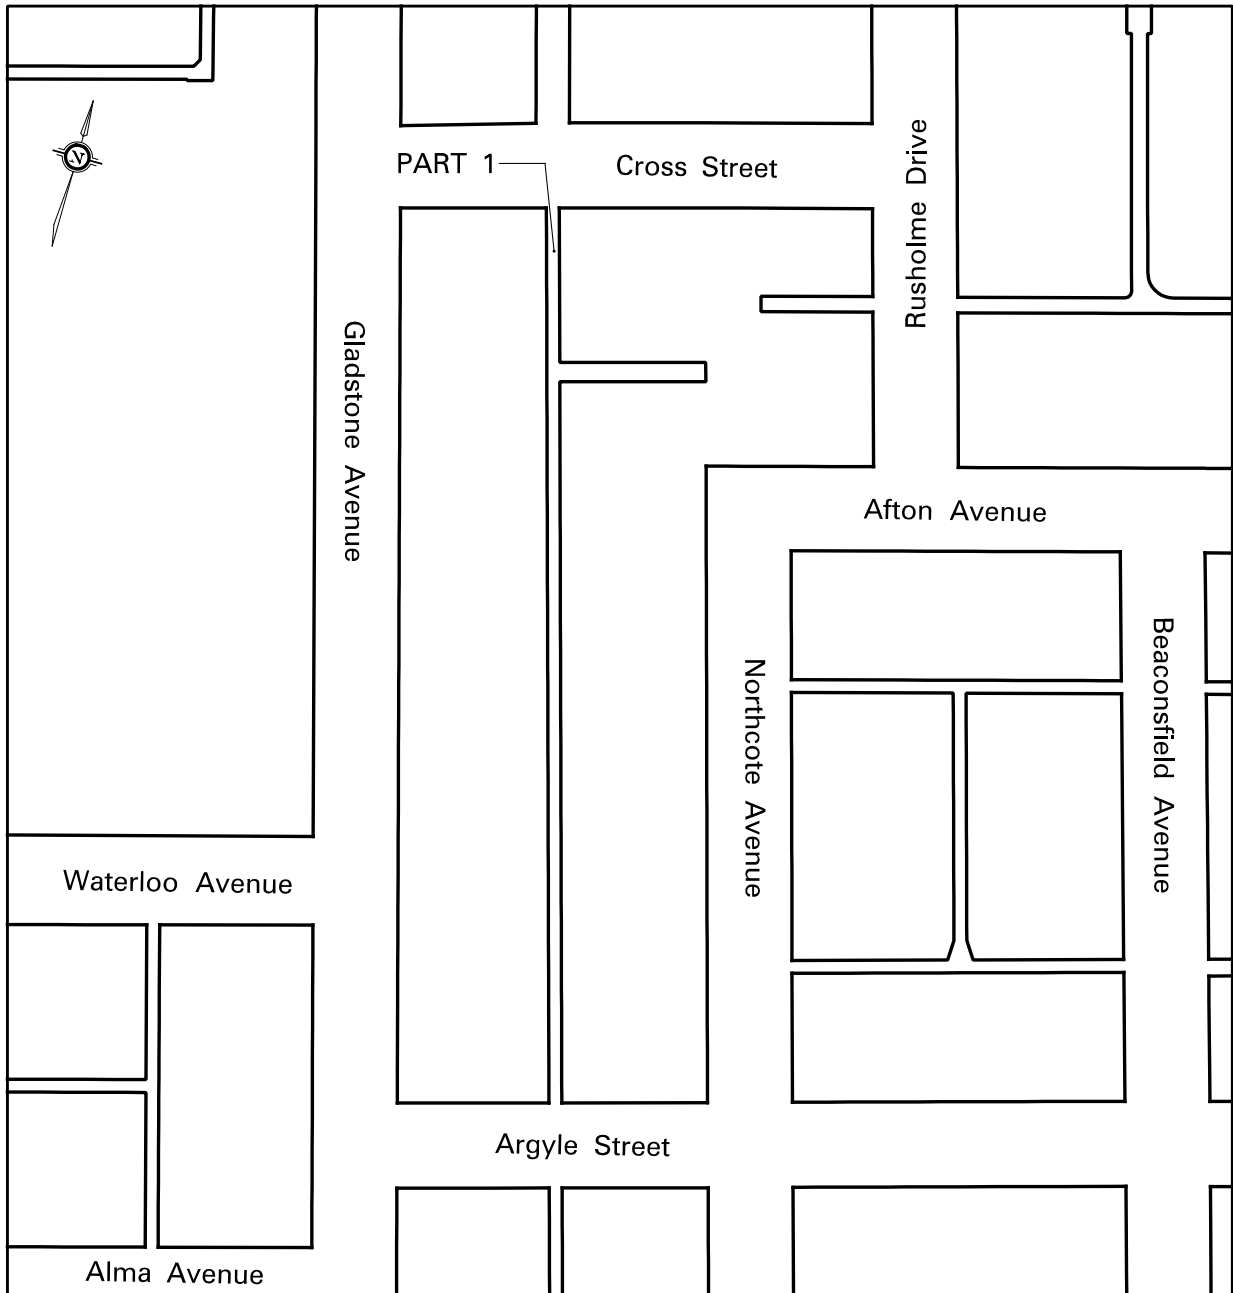 N
PART 1
Cross Street
Rusholme Drive
Gladstone Avenue
Afton Avenue
Northcote Avenue
Beaconsfield Avenue
Waterloo Avenue
Argyle Street
Alma Avenue